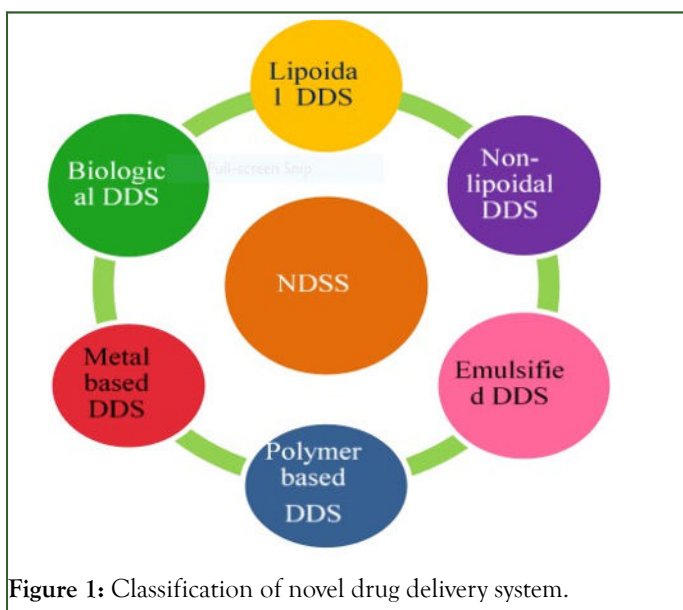 Lipoida
l DDS
Non-
lipoidal
DDS
Emulsifie
d DDS
Polymer
based
DDS
Metal
based
DDS
Biologic
al DDS
Full-screen Snip
NDSS
Figure 1: Classification of novel drug delivery system.